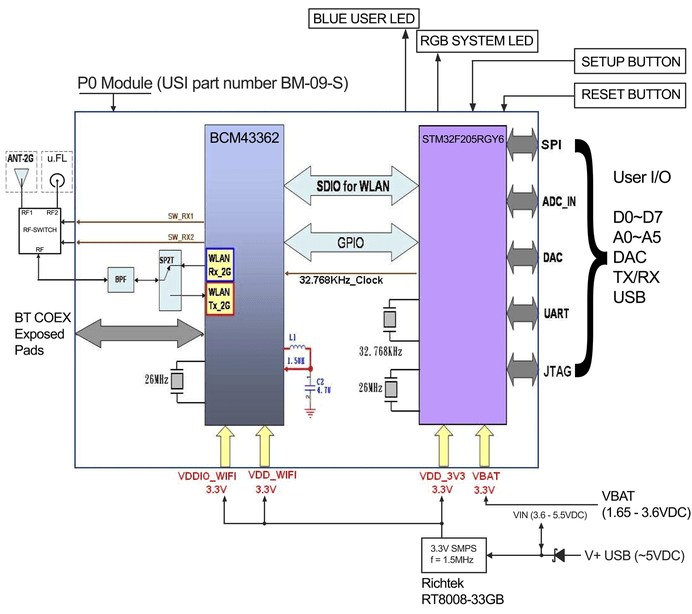 BLUE USER LED
RGB SYSTEM LED
SETUP BUTTON
P0 Module (USI part number BM-09-S)
RESET BUTTON
BCM43362
STM32F205RGY6
SPI
ANT-2G
u.FL
User I/O
SDIO for WLAN
ADC_IN
RF1
RF2
RF-SWITCH
RF
SW_RX1
SW_RX2
D0~D7
A0~A5
DAC
TX/RX
USB
GPIO
DAC
SP2T
WLAN
Rx_2G
BPF
32.768KHz_Clock
WLAN
Tx_2G
BT COEX
Exposed
Pads
UART
L1
32.768KHz
1.5UH
JTAG
26MHz
C2
4.7U
26MHz
VDDIO_WIFI
3.3V
VDD_WIFI
3.3V
VDD_3V3
3.3V
VBAT
3.3V
VBAT
(1.65 - 3.6VDC)
VIN (3.6 - 5.5VDC)
3.3V SMPS
f = 1.5MHz
V+ USB (~5VDC)
Richtek
RT8008-33GB